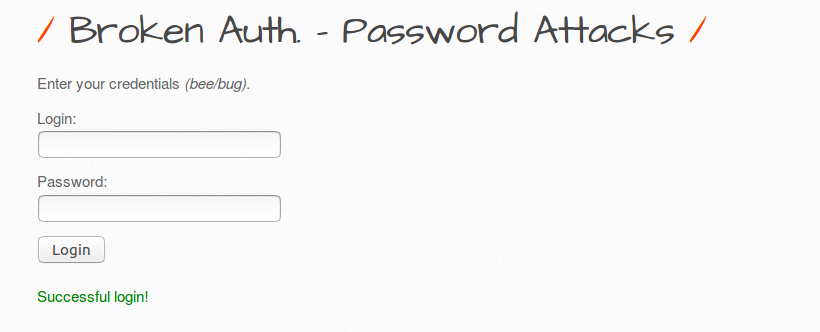 / Broken Auth. - Password Attacks /
Enter your credentials (bee/bug).
Login:
Password:
Login
Successful login!